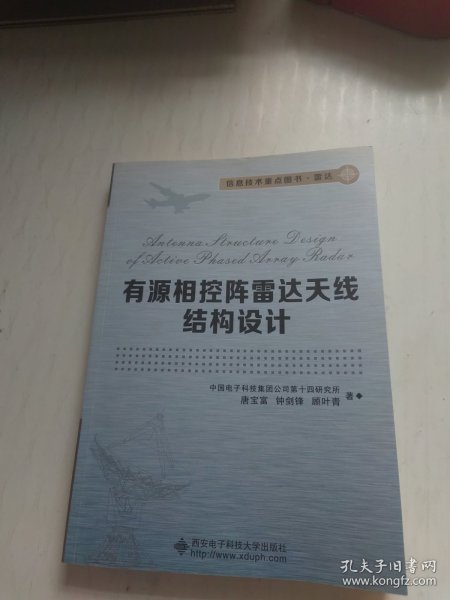 信息技术重点图书·雷达
Antenna Structure Design
of Active Phased Array Radar
有源相控阵雷达天线
结构设计
中国电子科技集团公司第十四研究所
唐宝富 钟剑锋 顾叶青 著
西安电子科技大学出版社
http://www.xduph.com
孔夫子旧书网
www.kongfz.com